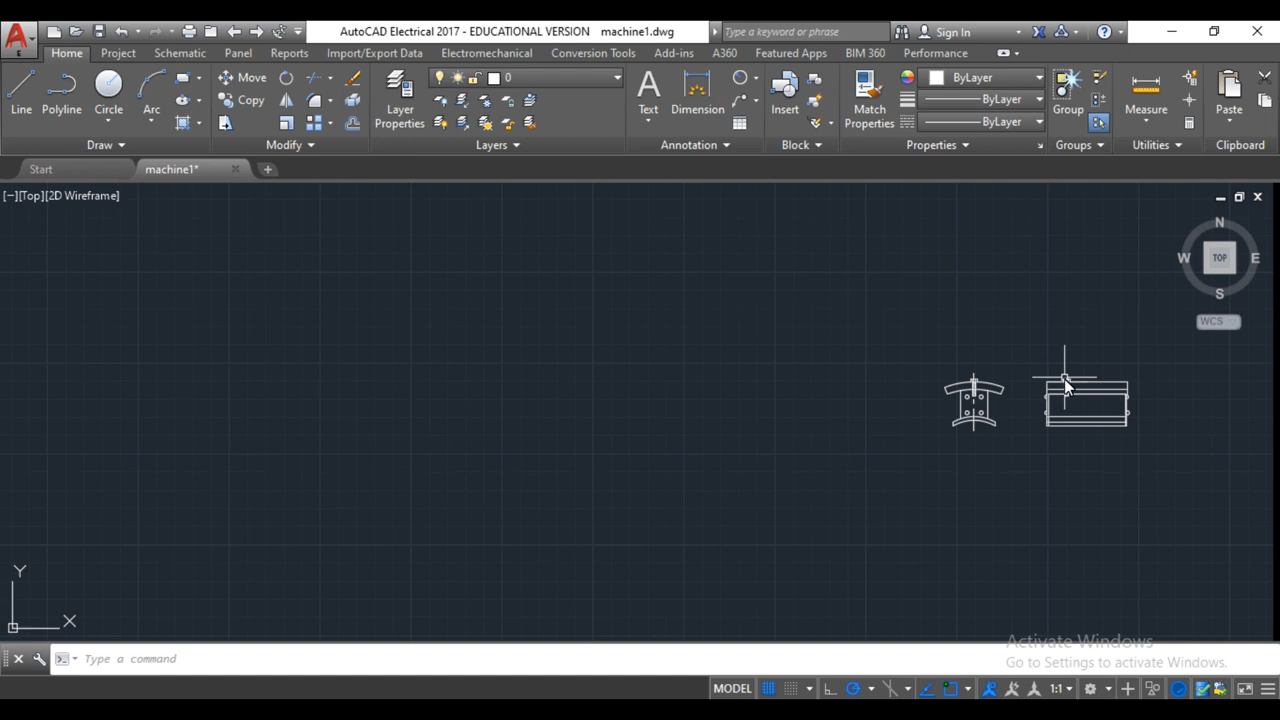 AutoCAD Electrical 2017 - EDUCATIONAL VERSION machine1.dwg
Type a keyword or phrase
Sign In
Home Project Schematic Panel Reports Import/Export Data Electromechanical Conversion Tools Add-ins A360 Featured Apps BIM 360 Performance
Line Polyline Circle Arc
Move
Copy
Layer Properties
0
Text Dimension
Insert
Match Properties
ByLayer
ByLayer
ByLayer
Group
Measure
Paste
Draw Modify Layers Annotation Block Properties Groups Utilities Clipboard
Start machine1*
[−][Top][2D Wireframe]
N
W TOP E
S
WCS
Y
X
Activate Windows
Go to Settings to activate Windows.
Type a command
MODEL 1:1